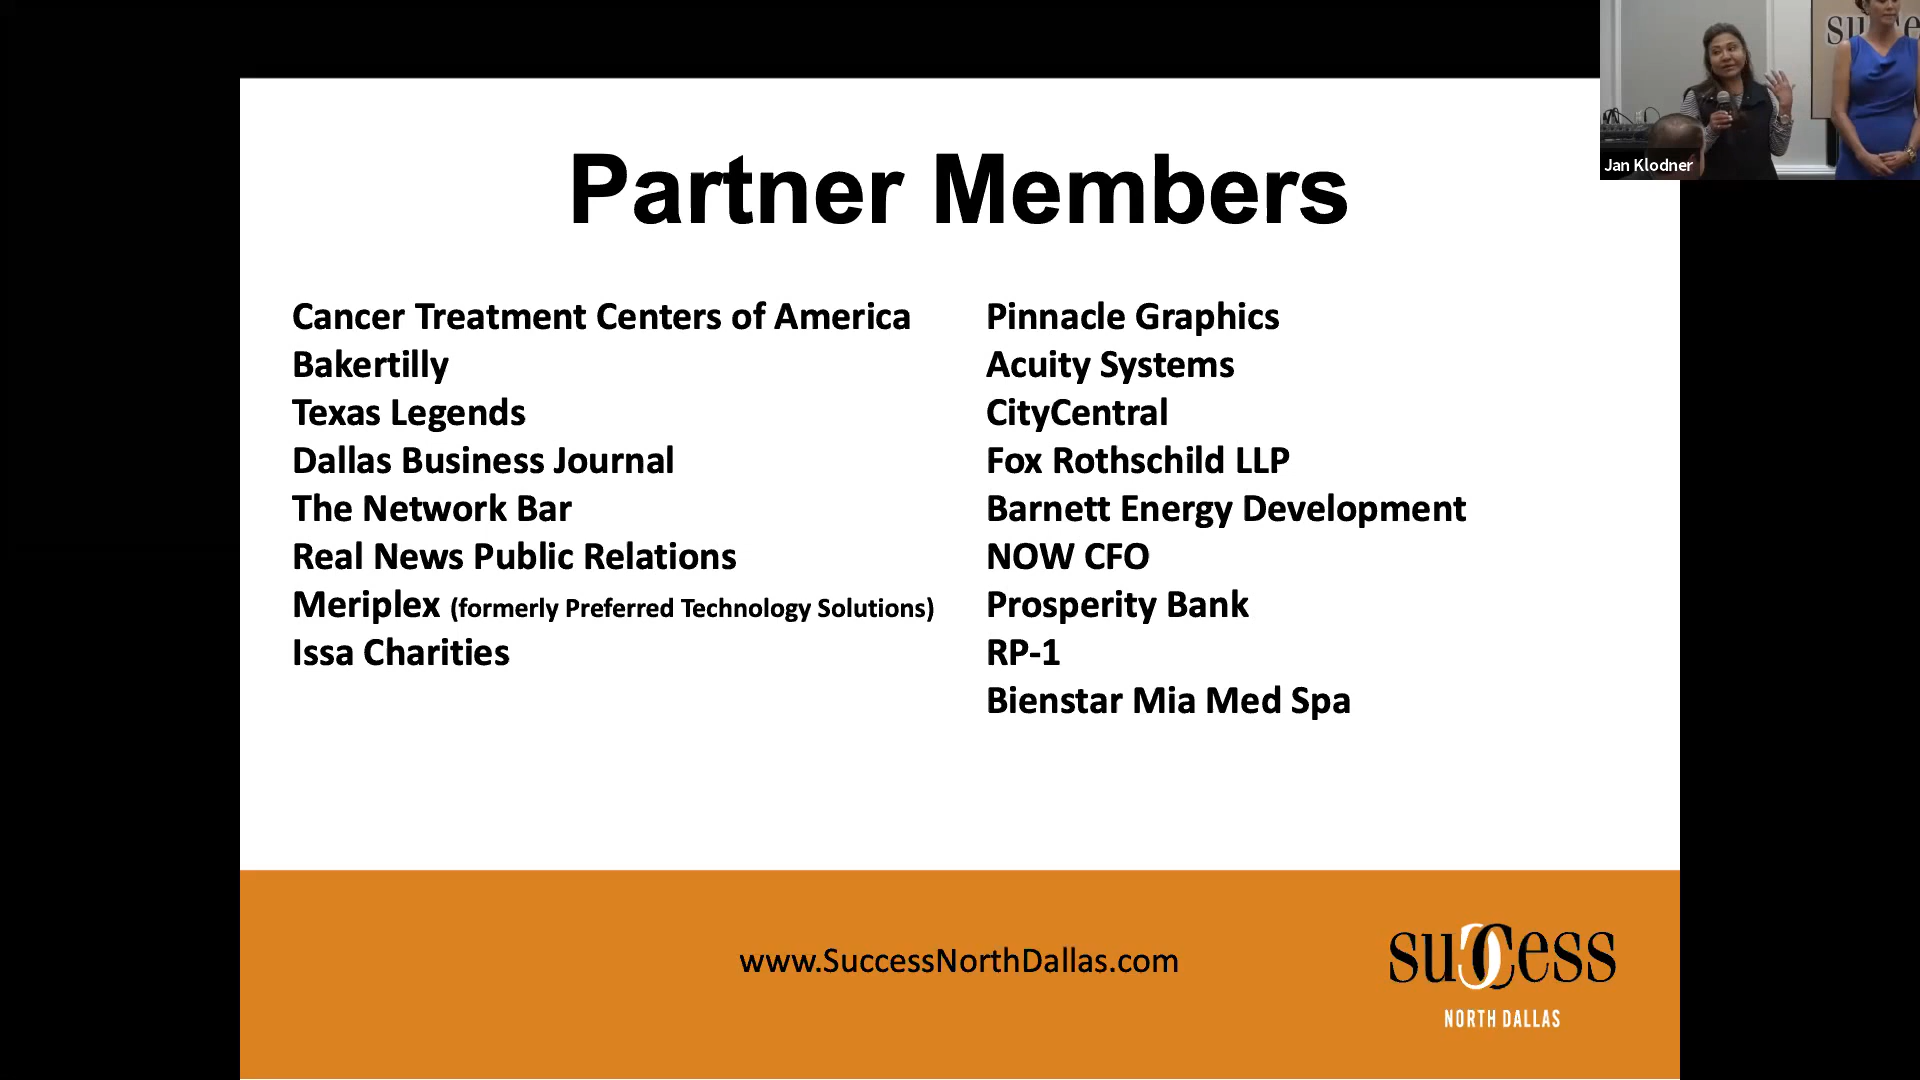 Partner Members
Cancer Treatment Centers of America
Bakertilly
Texas Legends
Dallas Business Journal
The Network Bar
Real News Public Relations
Meriplex (formerly Preferred Technology Solutions)
Issa Charities
Pinnacle Graphics
Acuity Systems
CityCentral
Fox Rothschild LLP
Barnett Energy Development
NOW CFO
Prosperity Bank
RP-1
Bienstar Mia Med Spa
www.SuccessNorthDallas.com
success
NORTH DALLAS
Jan Klodner